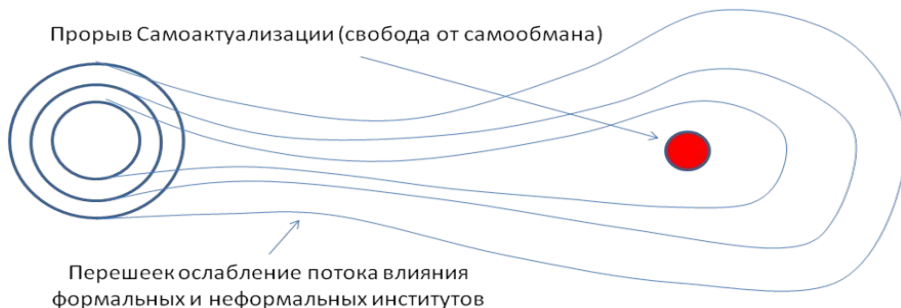 Прорыв Самоактуализации (свобода от самообмана)
Перешеек ослабление потока влияния
формальных и неформальных институтов